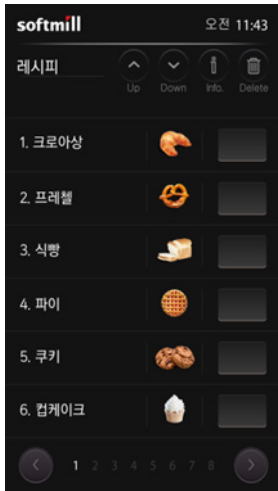 softmill 오전 11:43
레시피
Up Down Info. Delete
1. 크로아상
2. 프레첼
3. 식빵
4. 파이
5. 쿠키
6. 컵케이크
1 2 3 4 5 6 7 8